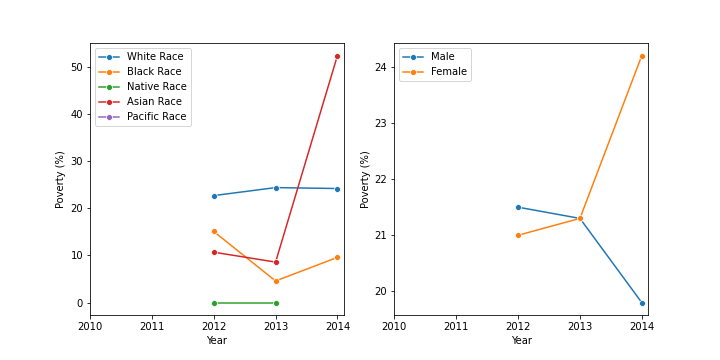 White Race
Black Race
Native Race
Asian Race
Pacific Race
50
40
30
20
10
0
Poverty (%)
2010 2011 2012 2013 2014
Year
Male
Female
24
23
22
21
20
Poverty (%)
2010 2011 2012 2013 2014
Year